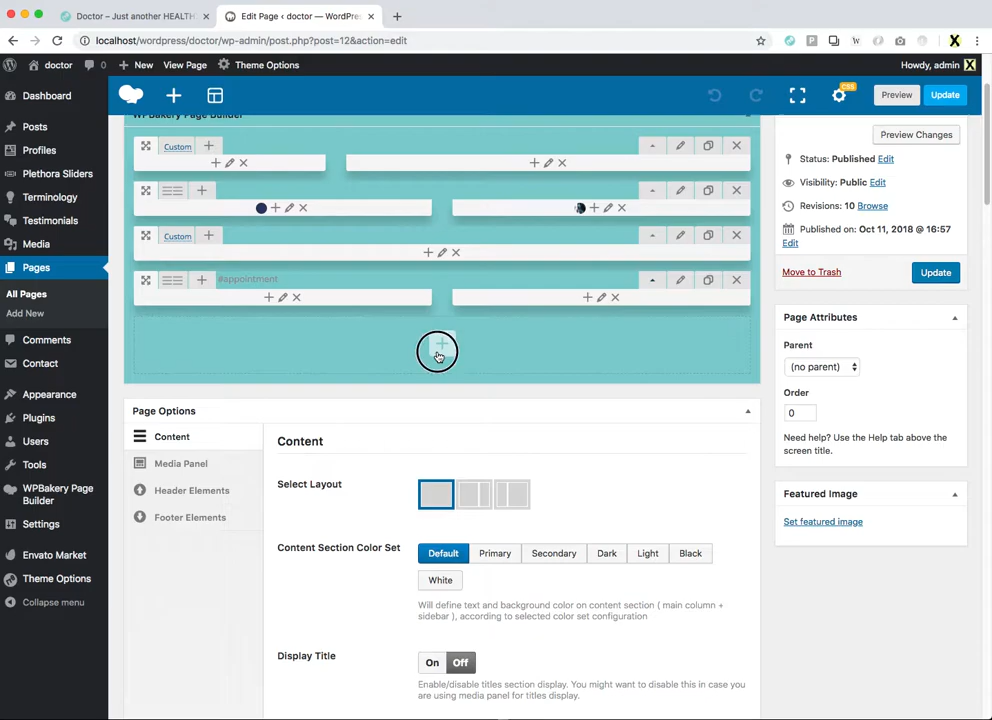 Doctor – Just another HEALTH
Edit Page ‹ doctor — WordPre
localhost/wordpress/doctor/wp-admin/post.php?post=12&action=edit
doctor 0 New View Page Theme Options Howdy, admin
Dashboard
Posts
Profiles
Plethora Sliders
Terminology
Testimonials
Media
Pages
All Pages
Add New
Comments
Contact
Appearance
Plugins
Users
Tools
WPBakery Page
Builder
Settings
Envato Market
Theme Options
Collapse menu
CSS
Preview
Update
WPBakery Page Builder
Custom
Custom
#appointment
Page Options
Content
Media Panel
Header Elements
Footer Elements
Content
Select Layout
Content Section Color Set
Default Primary Secondary Dark Light Black
White
Will define text and background color on content section ( main column +
sidebar ), according to selected color set configuration
Display Title
On Off
Enable/disable titles section display. You might want to disable this in case you
are using media panel for titles display.
Preview Changes
Status: Published Edit
Visibility: Public Edit
Revisions: 10 Browse
Published on: Oct 11, 2018 @ 16:57
Edit
Move to Trash
Update
Page Attributes
Parent
(no parent)
Order
0
Need help? Use the Help tab above the
screen title.
Featured Image
Set featured image